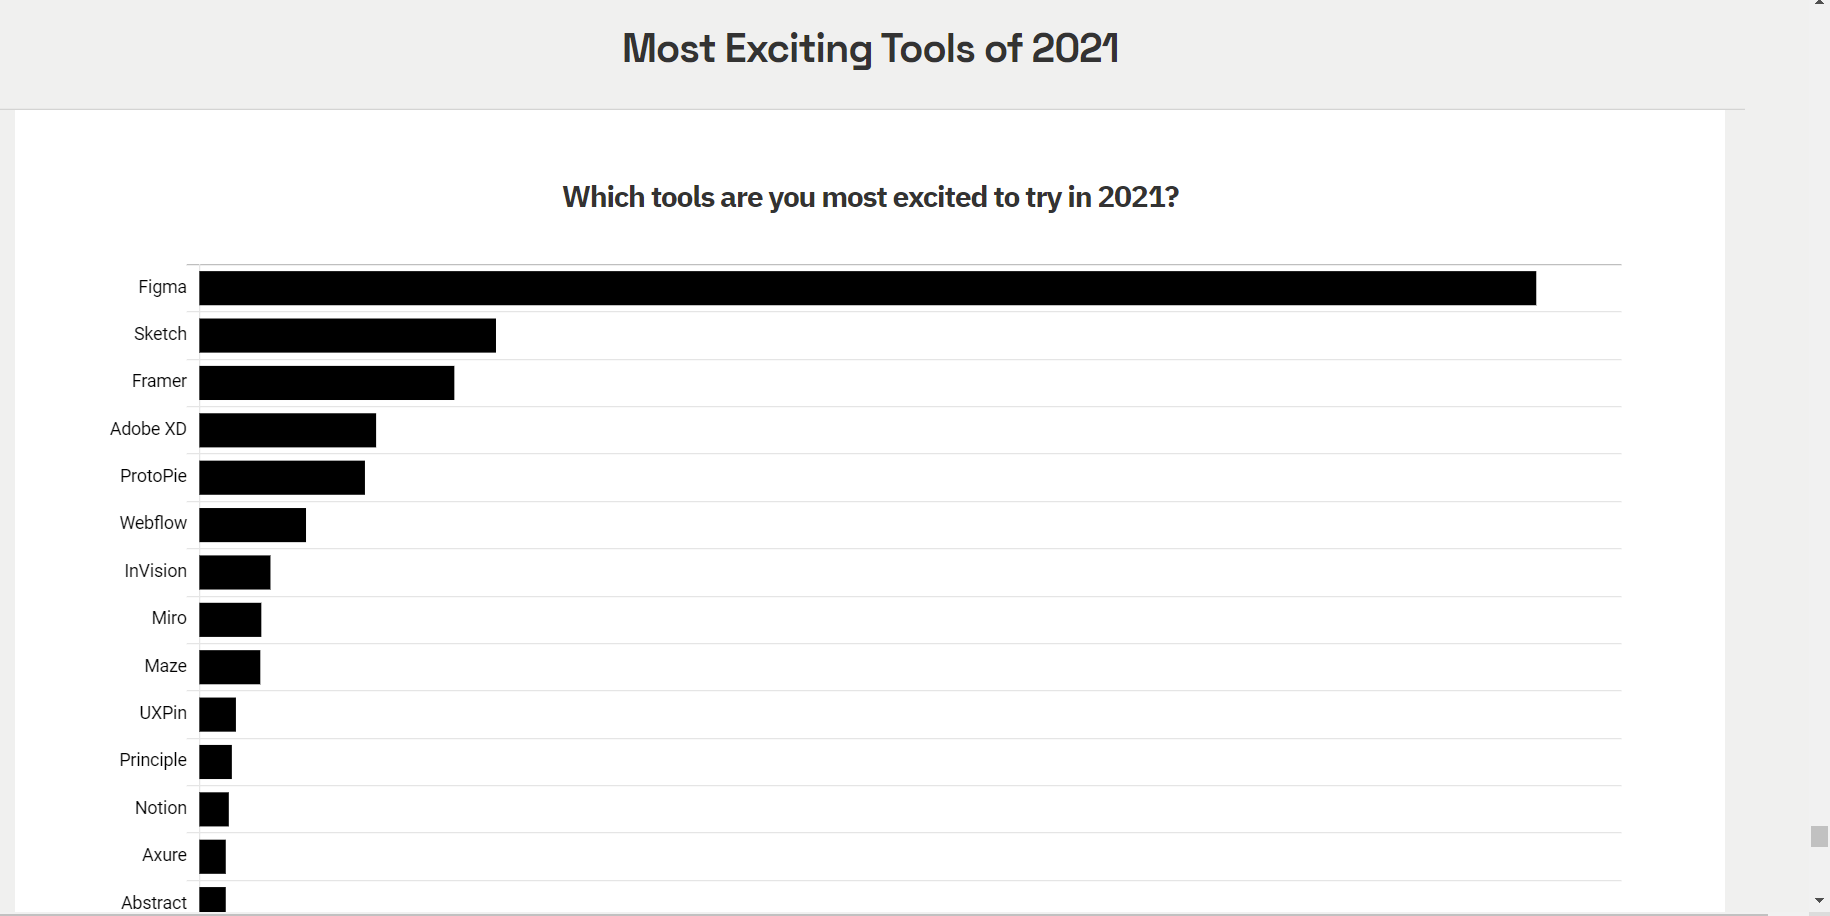 Most Exciting Tools of 2021
Which tools are you most excited to try in 2021?
Figma
Sketch
Framer
Adobe XD
ProtoPie
Webflow
InVision
Miro
Maze
UXPin
Principle
Notion
Axure
Abstract